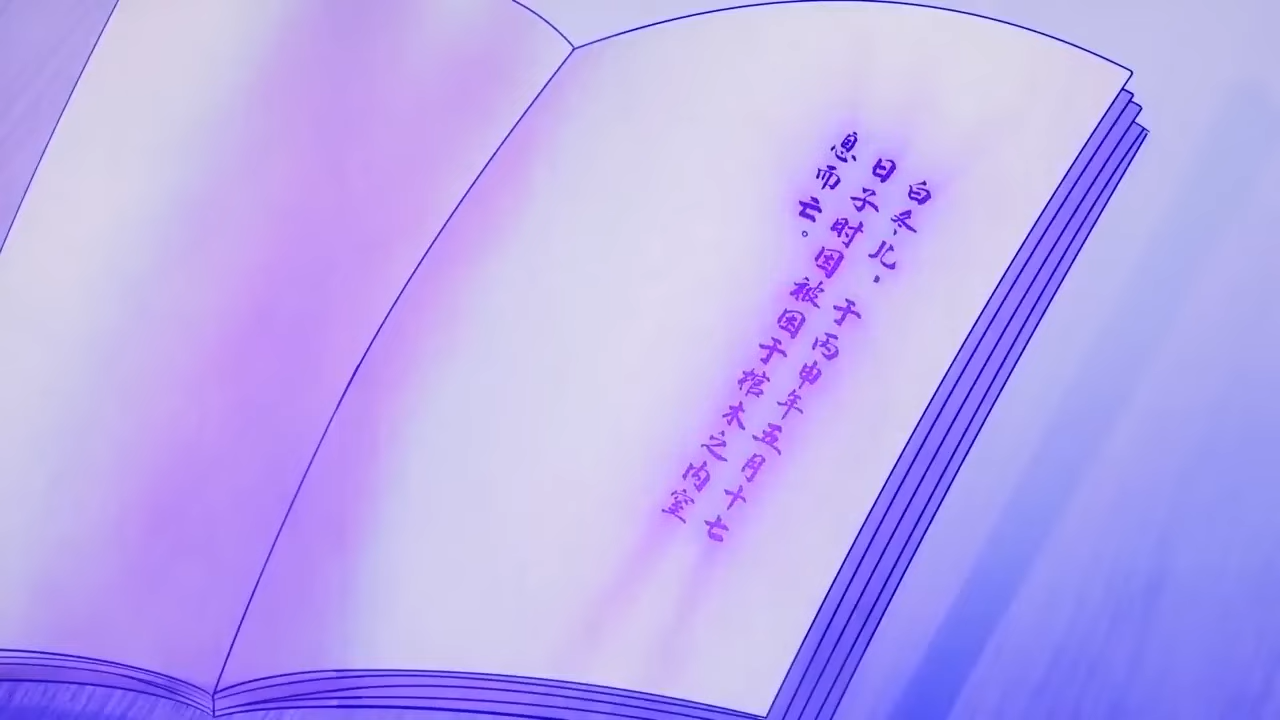 白冬儿，于丙申年五月十七
日子时因被困于棺木之内窒
息而亡。